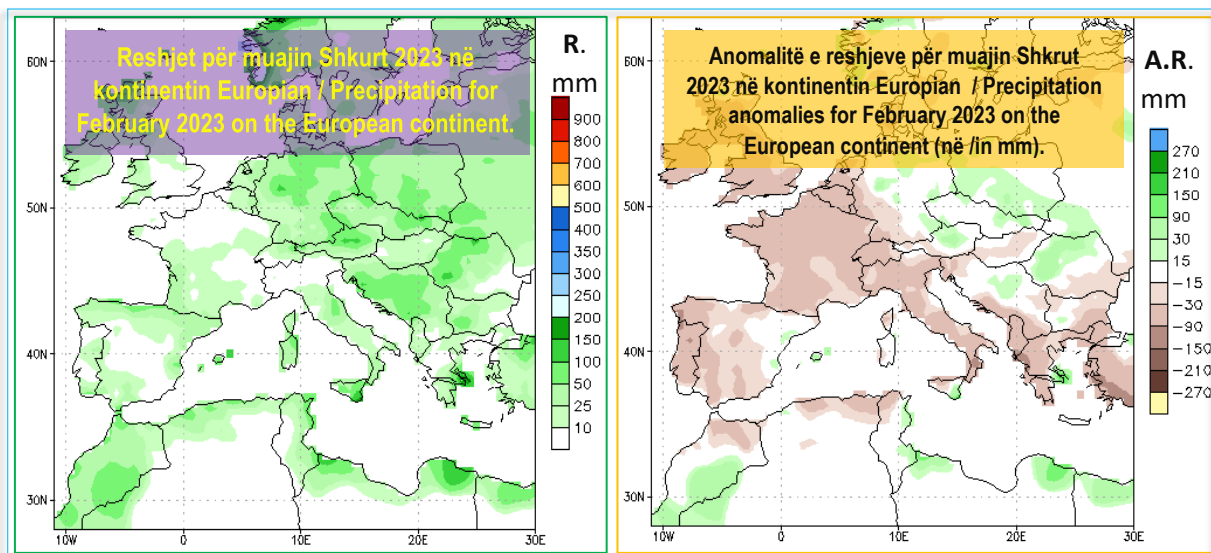 Reshjet për muajin Shkurt 2023 në
kontinentin Europian / Precipitation for
February 2023 on the European continent.
R.
mm
900
800
700
600
500
400
350
300
250
200
150
100
50
25
10
60N
50N
40N
30N
10W
0
10E
20E
30E
Anomalitë e reshjeve për muajin Shkrut
2023 në kontinentin Europian / Precipitation
anomalies for February 2023 on the
European continent (në /in mm).
A.R.
mm
270
210
150
90
30
15
−15
−30
−90
−150
−210
−270
60N
50N
40N
30N
10W
0
10E
20E
30E